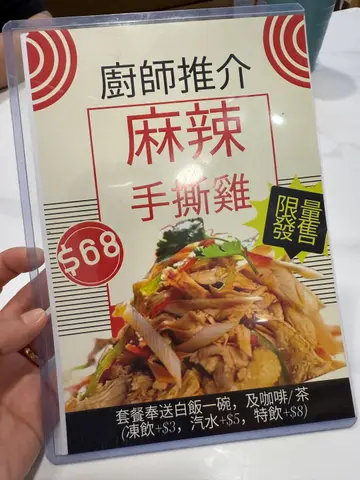 廚師推介
麻辣
手撕雞
$68
限量
發售
套餐奉送白飯一碗，及咖啡/茶
(凍飲+$3，汽水+$5，特飲+$8)